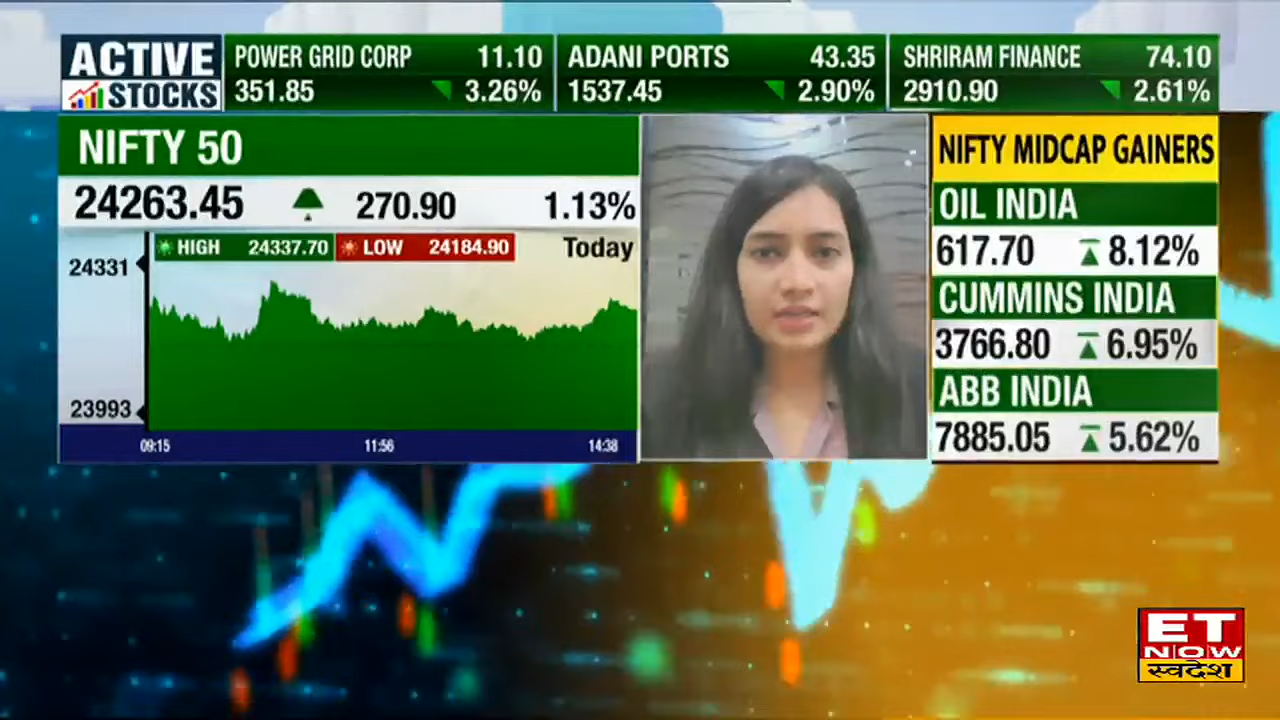 ACTIVE STOCKS
POWER GRID CORP 11.10
351.85 3.26%
ADANI PORTS 43.35
1537.45 2.90%
SHRIRAM FINANCE 74.10
2910.90 2.61%
NIFTY 50
24263.45 270.90 1.13%
HIGH 24337.70 LOW 24184.90 Today
24331
23993
09:15 11:56 14:38
NIFTY MIDCAP GAINERS
OIL INDIA
617.70 8.12%
CUMMINS INDIA
3766.80 6.95%
ABB INDIA
7885.05 5.62%
ET
NOW
स्वदेश